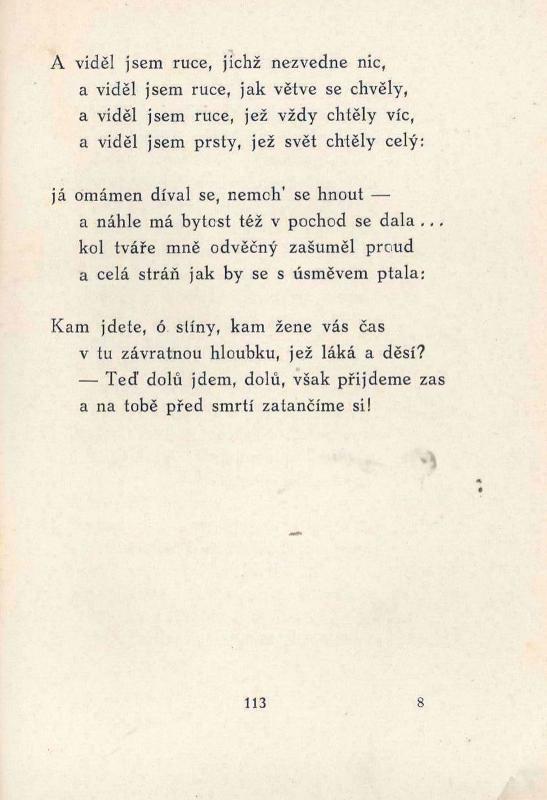 A viděl jsem ruce, jichž nezvedne nic,
a viděl jsem ruce, jak větve se chvěly,
a viděl jsem ruce, jež vždy chtěly víc,
a viděl jsem prsty, jež svět chtěly celý:
já omámen díval se, nemoh' se hnout —
a náhle má bytost též v pochod se dala...
kol tváře mně odvěčný zašuměl proud
a celá stráň jak by se s úsměvem ptala:
Kam jdete, ó stíny, kam žene vás čas
v tu závratnou hloubku, jež láká a děsí?
— Teď dolů jdem, dolů, však přijdeme zas
a na tobě před smrtí zatančíme si!
113 8